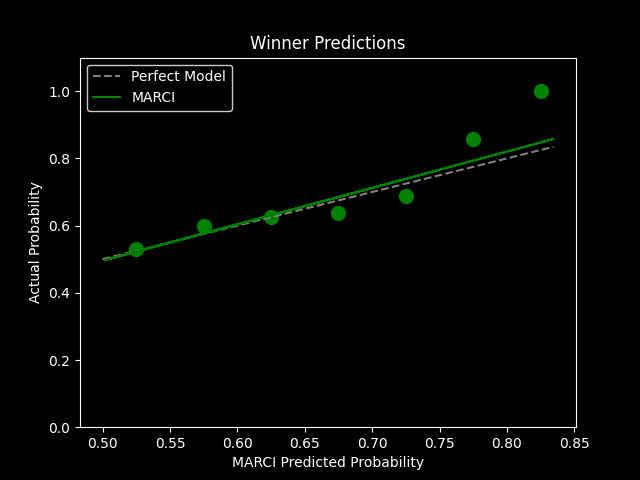 Winner Predictions
Perfect Model
MARCI
1.0
0.8
0.6
0.4
0.2
0.0
Actual Probability
0.50 0.55 0.60 0.65 0.70 0.75 0.80 0.85
MARCI Predicted Probability